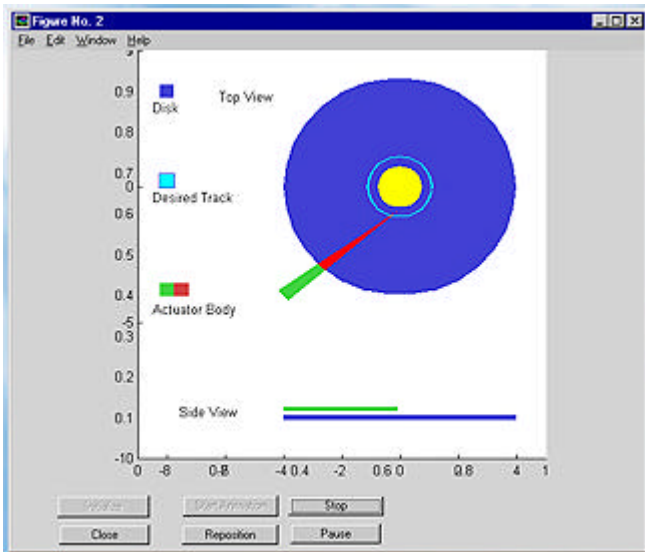 Figure No. 2
File Edit Window Help
0.9
Disk
Top View
0.8
0.7
0
Desired Track
0.6
0.5
0.4
Actuator Body
-5
0.3
0.2
Side View
0.1
-10
0 -8 -4 0.4 -2 0.6 0 0.8 4 1
Start Animation Stop
Close Reposition Pause